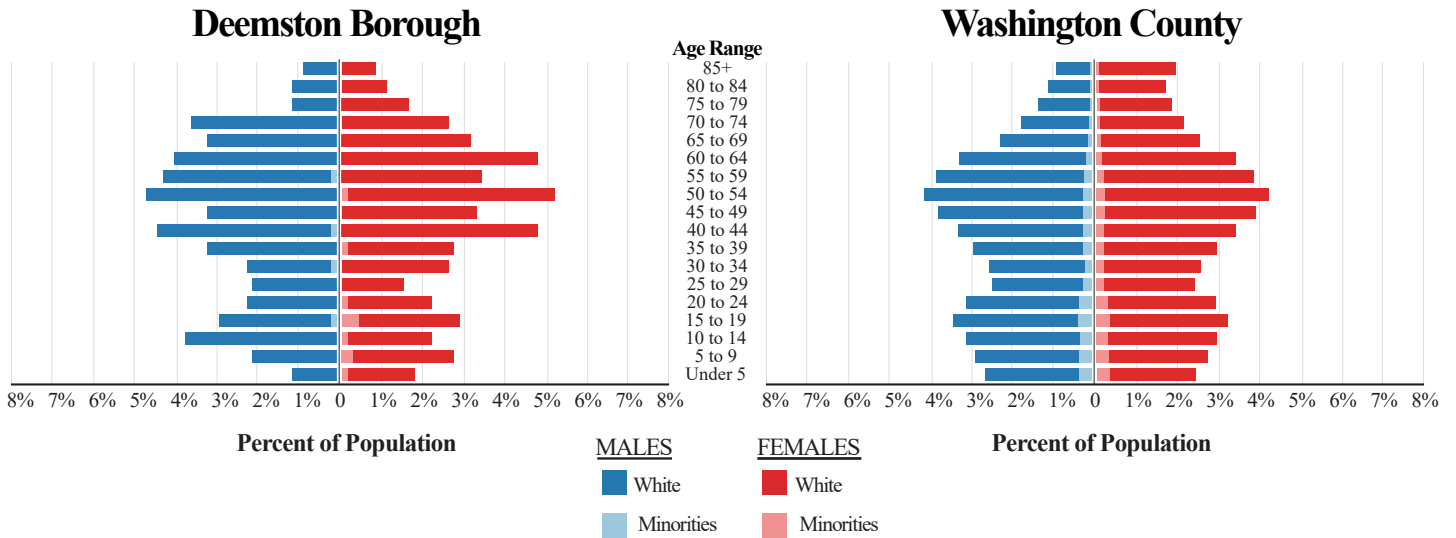 Deemston Borough
Washington County
Age Range
85+
80 to 84
75 to 79
70 to 74
65 to 69
60 to 64
55 to 59
50 to 54
45 to 49
40 to 44
35 to 39
30 to 34
25 to 29
20 to 24
15 to 19
10 to 14
5 to 9
Under 5
8% 7% 6% 5% 4% 3% 2% 1% 0 1% 2% 3% 4% 5% 6% 7% 8%
8% 7% 6% 5% 4% 3% 2% 1% 0 1% 2% 3% 4% 5% 6% 7% 8%
Percent of Population
Percent of Population
MALES
White
Minorities
FEMALES
White
Minorities